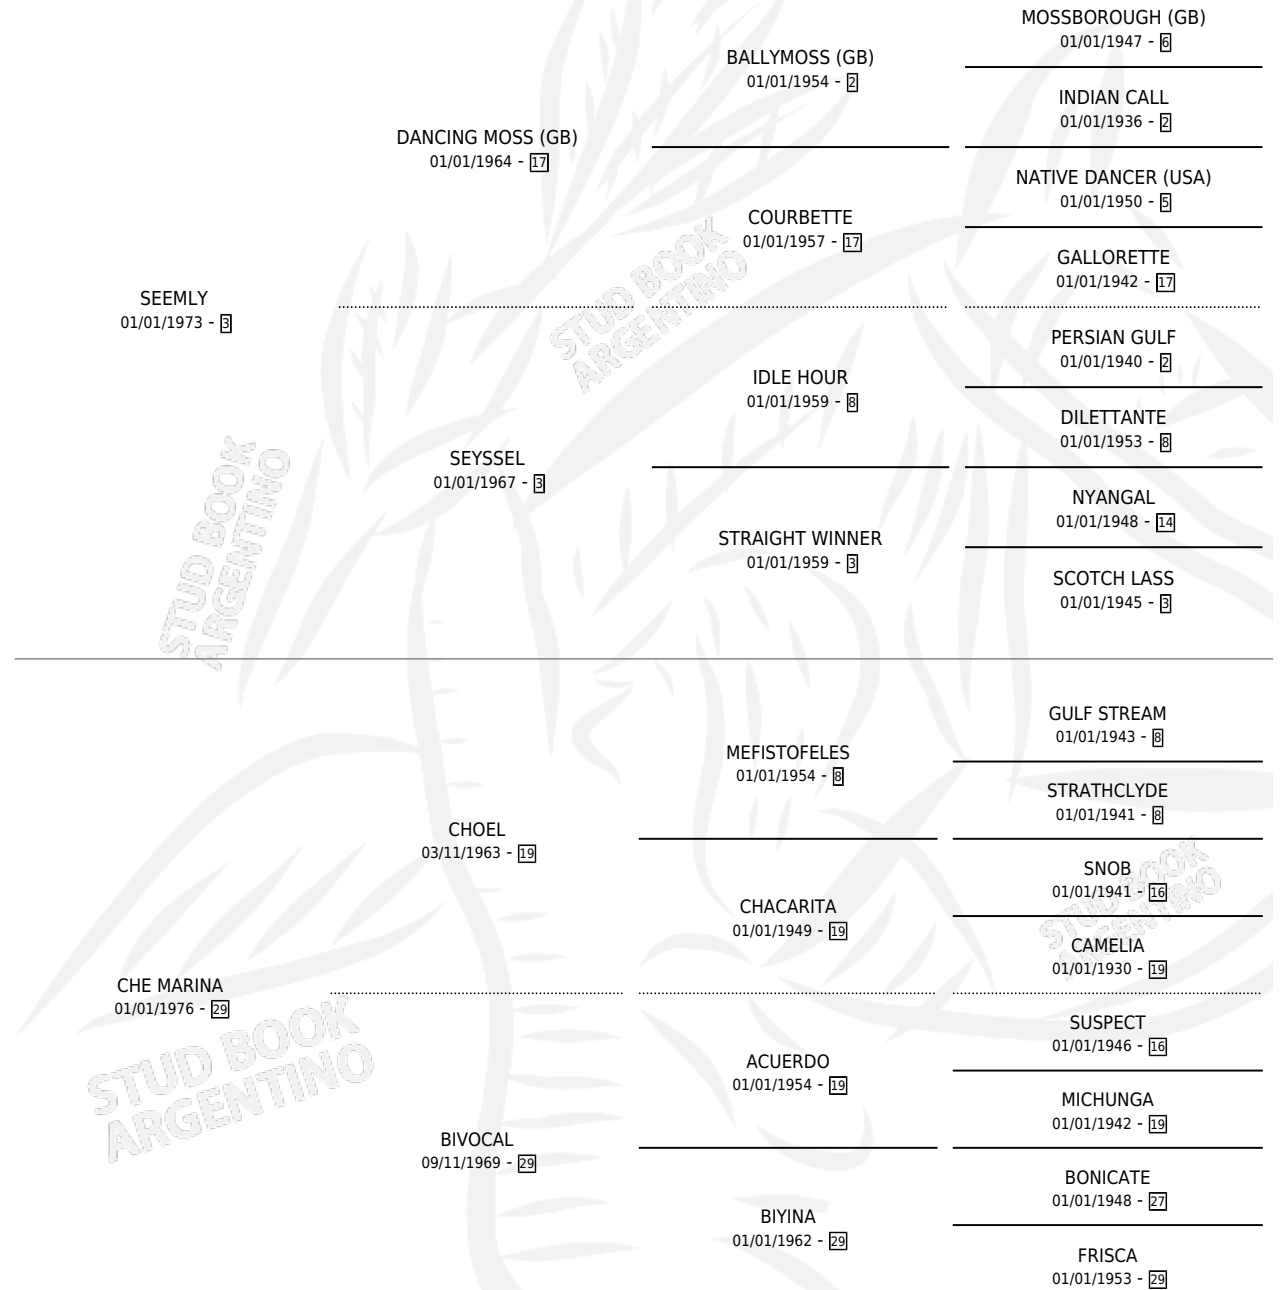 MOSSBOROUGH (GB)
01/01/1947 - 6
BALLYMOSS (GB)
01/01/1954 - 2
INDIAN CALL
01/01/1936 - 2
DANCING MOSS (GB)
01/01/1964 - 17
NATIVE DANCER (USA)
01/01/1950 - 5
COURBETTE
01/01/1957 - 17
GALLORETTE
01/01/1942 - 17
SEEMLY
01/01/1973 - 3
PERSIAN GULF
01/01/1940 - 2
IDLE HOUR
01/01/1959 - 8
DILETTANTE
01/01/1953 - 8
SEYSSEL
01/01/1967 - 3
NYANGAL
01/01/1948 - 14
STRAIGHT WINNER
01/01/1959 - 3
SCOTCH LASS
01/01/1945 - 3
GULF STREAM
01/01/1943 - 8
MEFISTOFELES
01/01/1954 - 8
STRATHCLYDE
01/01/1941 - 8
CHOEL
03/11/1963 - 19
SNOB
01/01/1941 - 16
CHACARITA
01/01/1949 - 19
CAMELIA
01/01/1930 - 19
CHE MARINA
01/01/1976 - 29
SUSPECT
01/01/1946 - 16
ACUERDO
01/01/1954 - 19
MICHUNGA
01/01/1942 - 19
BIVOCAL
09/11/1969 - 29
BONICATE
01/01/1948 - 27
BIYINA
01/01/1962 - 29
FRISCA
01/01/1953 - 29
STUD BOOK
ARGENTINO
STUD BOOK
ARGENTINO
STUD BOOK
ARGENTINO
STUD BOOK
ARGENTINO